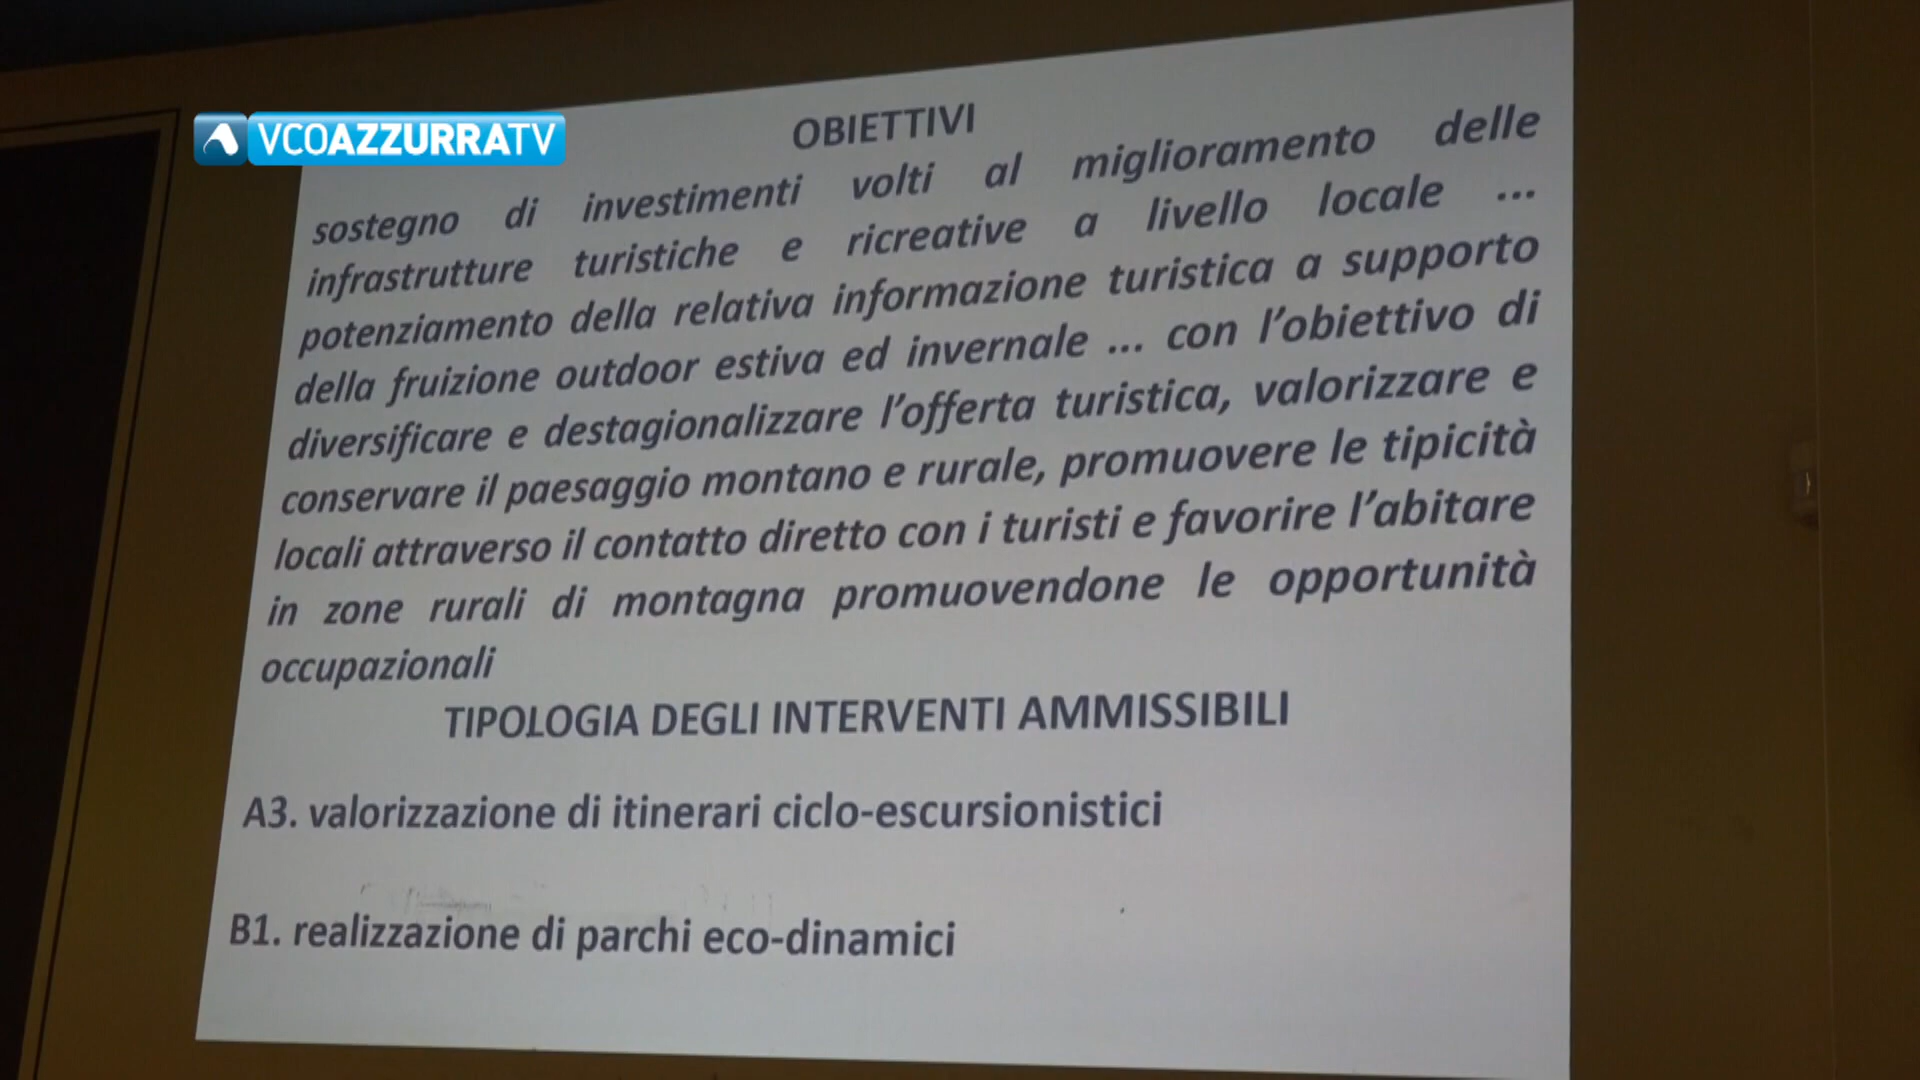 VCOAZZURRATV
OBIETTIVI
sostegno di investimenti volti al miglioramento delle
infrastrutture turistiche e ricreative a livello locale ...
potenziamento della relativa informazione turistica a supporto
della fruizione outdoor estiva ed invernale ... con l'obiettivo di
diversificare e destagionalizzare l'offerta turistica, valorizzare e
conservare il paesaggio montano e rurale, promuovere le tipicità
locali attraverso il contatto diretto con i turisti e favorire l'abitare
in zone rurali di montagna promuovendone le opportunità
occupazionali
TIPOLOGIA DEGLI INTERVENTI AMMISSIBILI
A3. valorizzazione di itinerari ciclo-escursionistici
B1. realizzazione di parchi eco-dinamici